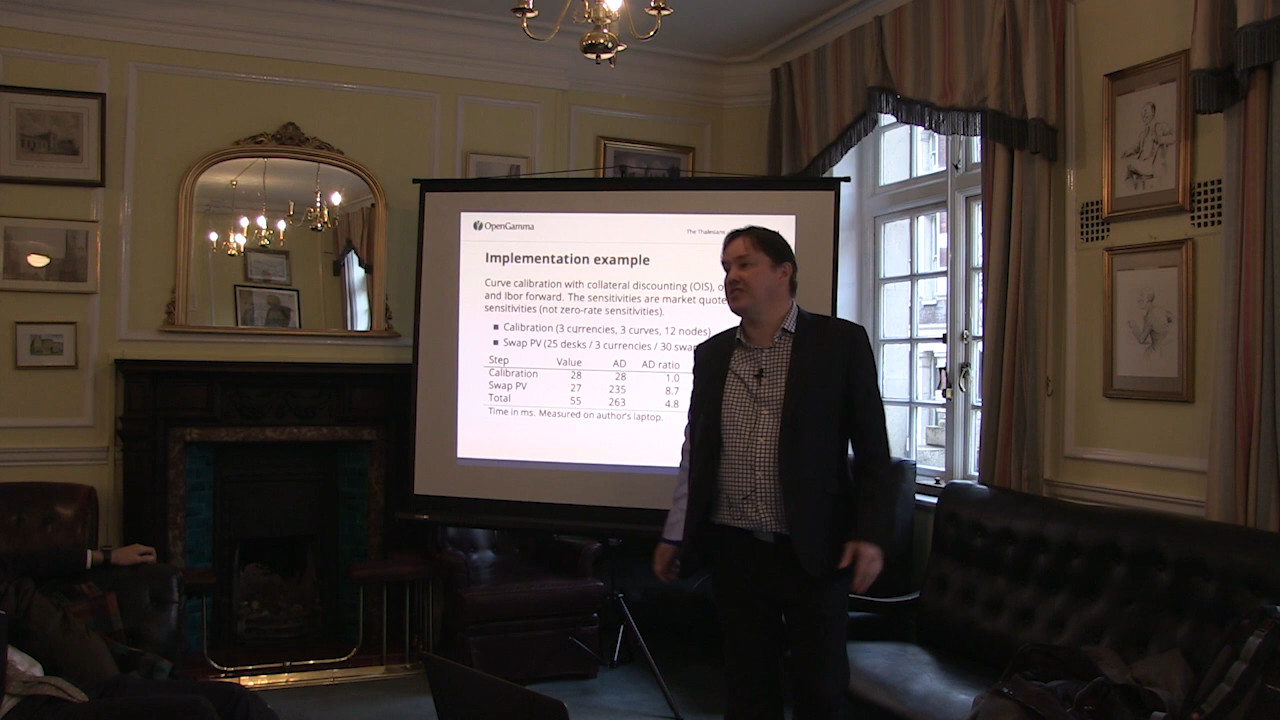 OpenGamma
The Thalesians
Implementation example
Curve calibration with collateral discounting (OIS),
and Ibor forward. The sensitivities are market quote
sensitivities (not zero-rate sensitivities).
Calibration (3 currencies, 3 curves, 12 nodes)
Swap PV (25 desks / 3 currencies / 30
Step Value AD AD ratio
Calibration 28 28 1.0
Swap PV 27 235 8.7
Total 55 263 4.8
Time in ms. Measured on author's laptop.